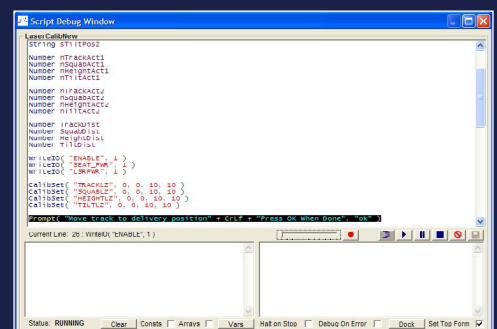 Script Debug Window
LaserCalibNew
String sTiltPos2
Number nTrackAct1
Number nSquabAct1
Number nHeightAct1
Number nTiltAct1
Number nTrackAct2
Number nSquabAct2
Number nHeightAct2
Number nTiltAct2
Number TrackDist
Number SquabDist
Number HeightDist
Number TiltDist
WriteIO( "ENABLE", 1 )
WriteIO( "SEAT_PWR", 1 )
WriteIO( "LSRPWR", 1 )
CalibSet( "TRACKLZ", 0, 0, 10, 10 )
CalibSet( "SQUABLZ", 0, 0, 10, 10 )
CalibSet( "HEIGHTLZ", 0, 0, 10, 10 )
CalibSet( "TILTLZ", 0, 0, 10, 10 )
Prompt( "Move track to delivery position" + CrLf + "Press OK When Done", "ok" )
Current Line: 26 : WriteIO( "ENABLE", 1 )
Status: RUNNING Clear Consts Arrays Vars Halt on Stop Debug On Error Dock Set Top Form